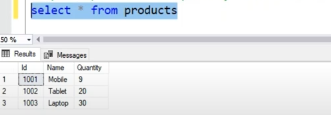 select * from products
50 %
Results Messages
Id Name Quantity
1 1001 Mobile 9
2 1002 Tablet 20
3 1003 Laptop 30